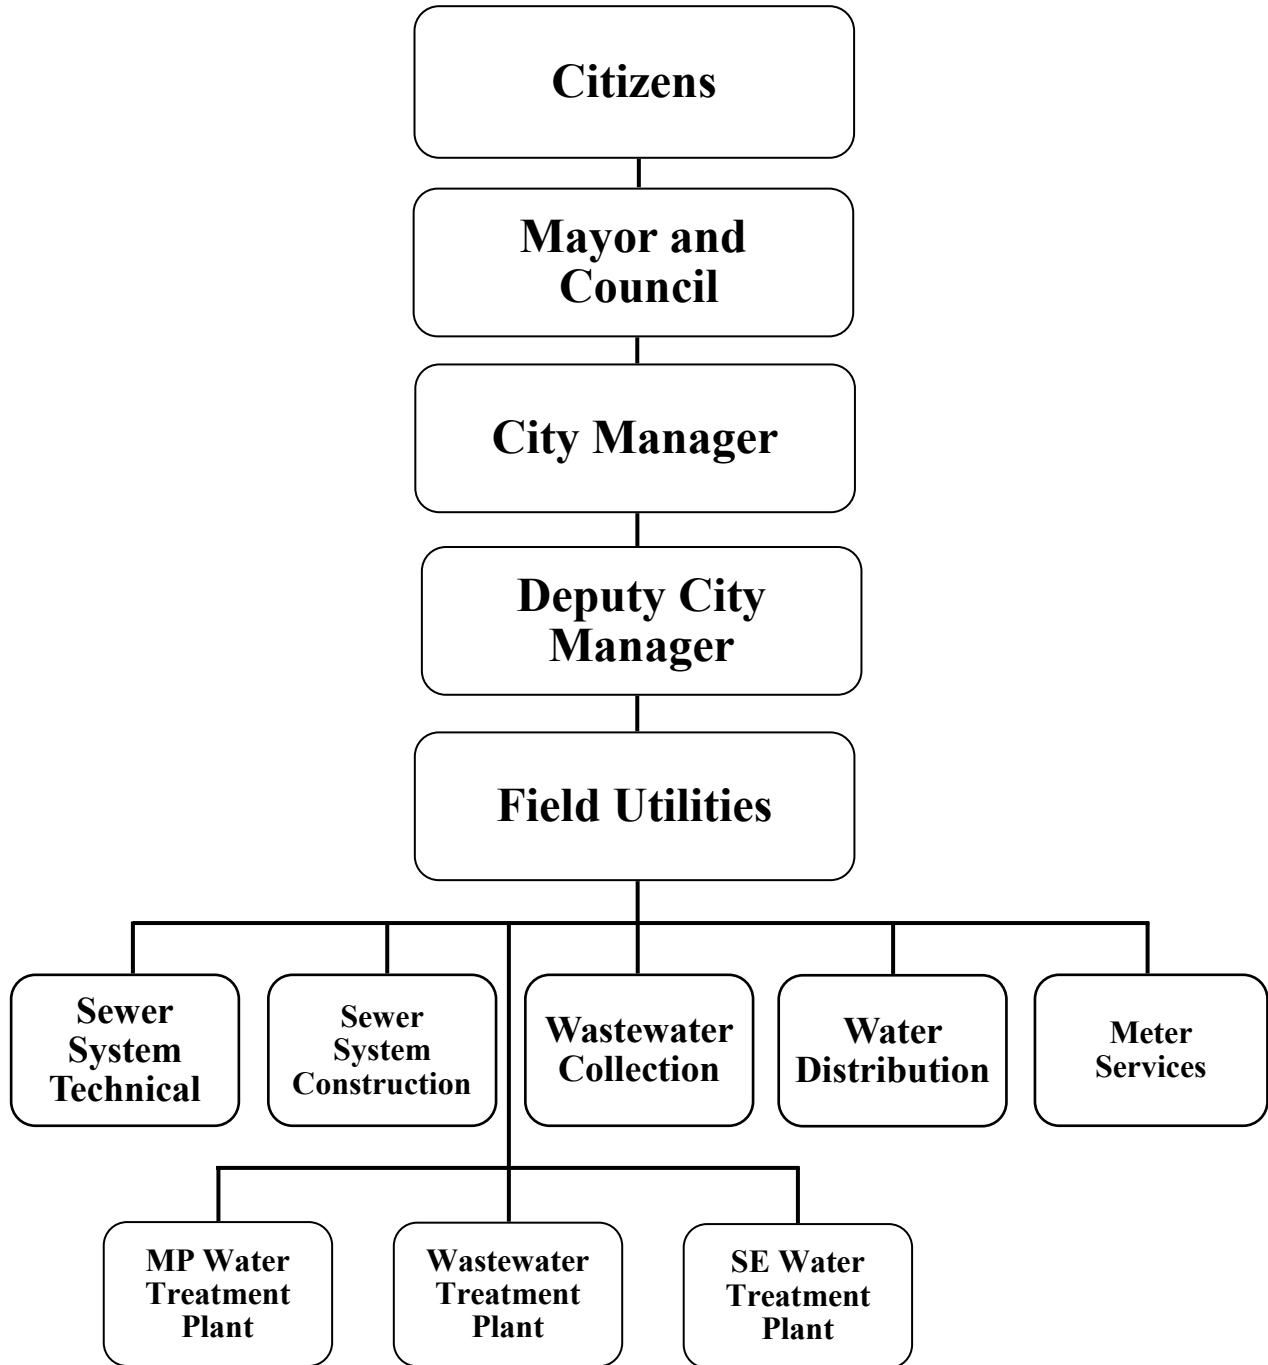 Citizens
Mayor and
Council
City Manager
Deputy City
Manager
Field Utilities
Sewer
System
Technical
Sewer
System
Construction
Wastewater
Collection
Water
Distribution
Meter
Services
MP Water
Treatment
Plant
Wastewater
Treatment
Plant
SE Water
Treatment
Plant